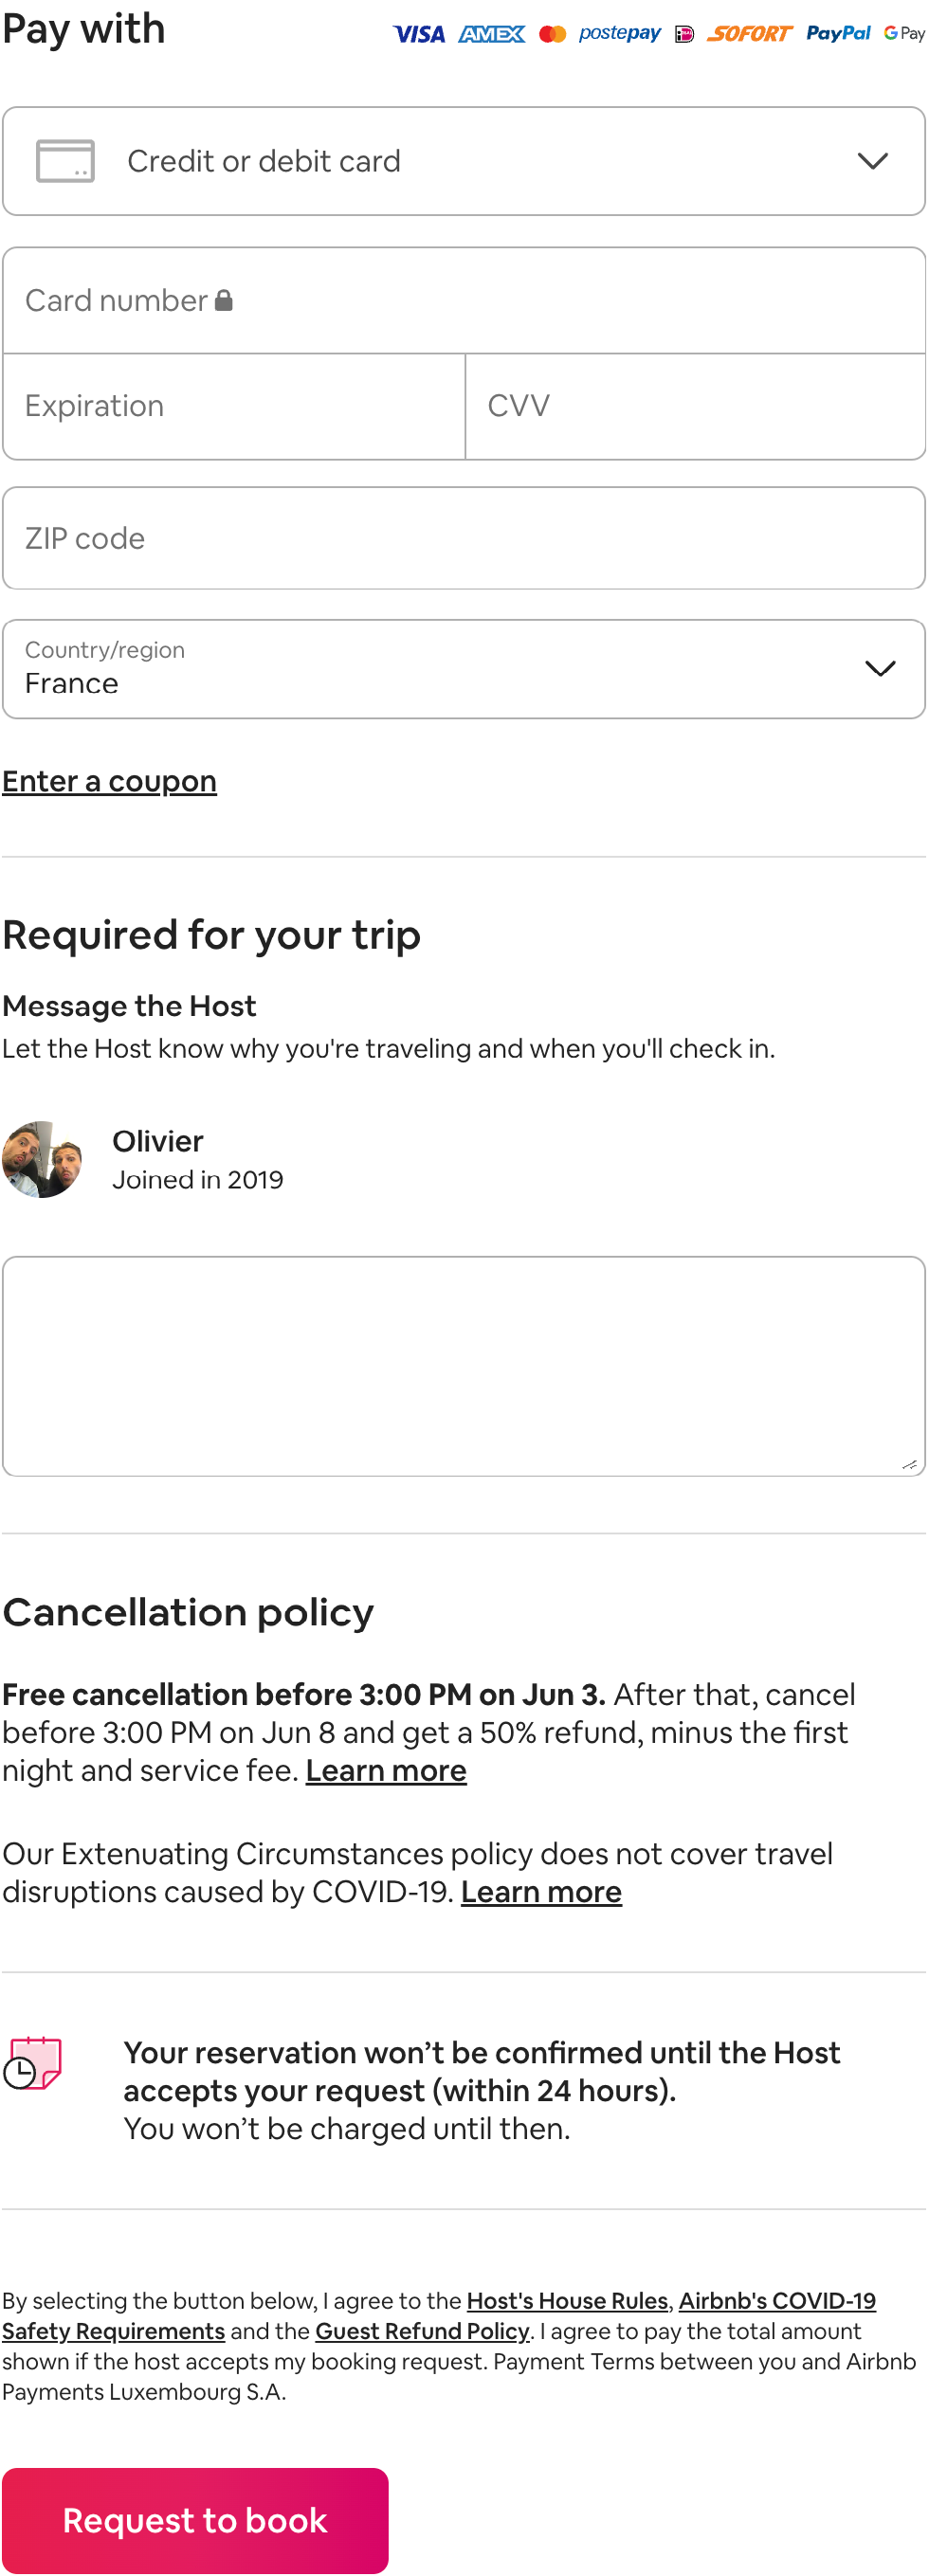 Pay with
VISA AMEX postepay iDEAL SOFORT PayPal G Pay
Credit or debit card
Card number
Expiration
CVV
ZIP code
Country/region
France
Enter a coupon
Required for your trip
Message the Host
Let the Host know why you're traveling and when you'll check in.
Olivier
Joined in 2019
Cancellation policy
Free cancellation before 3:00 PM on Jun 3. After that, cancel
before 3:00 PM on Jun 8 and get a 50% refund, minus the first
night and service fee. Learn more
Our Extenuating Circumstances policy does not cover travel
disruptions caused by COVID-19. Learn more
Your reservation won’t be confirmed until the Host
accepts your request (within 24 hours).
You won’t be charged until then.
By selecting the button below, I agree to the Host's House Rules, Airbnb's COVID-19
Safety Requirements and the Guest Refund Policy. I agree to pay the total amount
shown if the host accepts my booking request. Payment Terms between you and Airbnb
Payments Luxembourg S.A.
Request to book